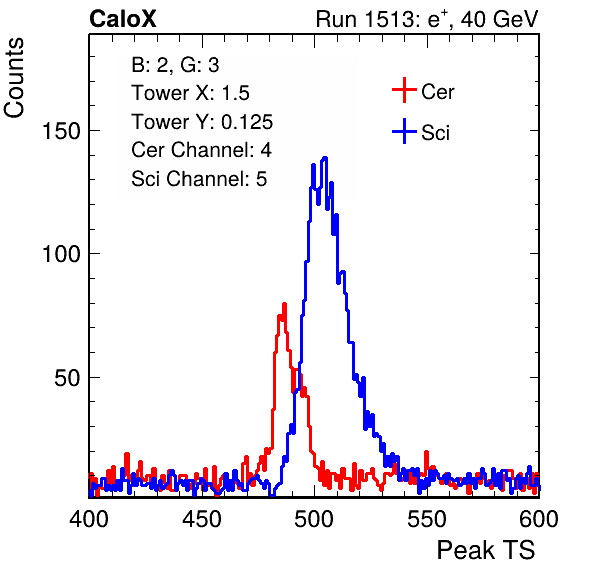 CaloX
Run 1513: e+, 40 GeV
Counts
B: 2, G: 3
Tower X: 1.5
Tower Y: 0.125
Cer Channel: 4
Sci Channel: 5
Cer
Sci
150
100
50
400 450 500 550 600
Peak TS